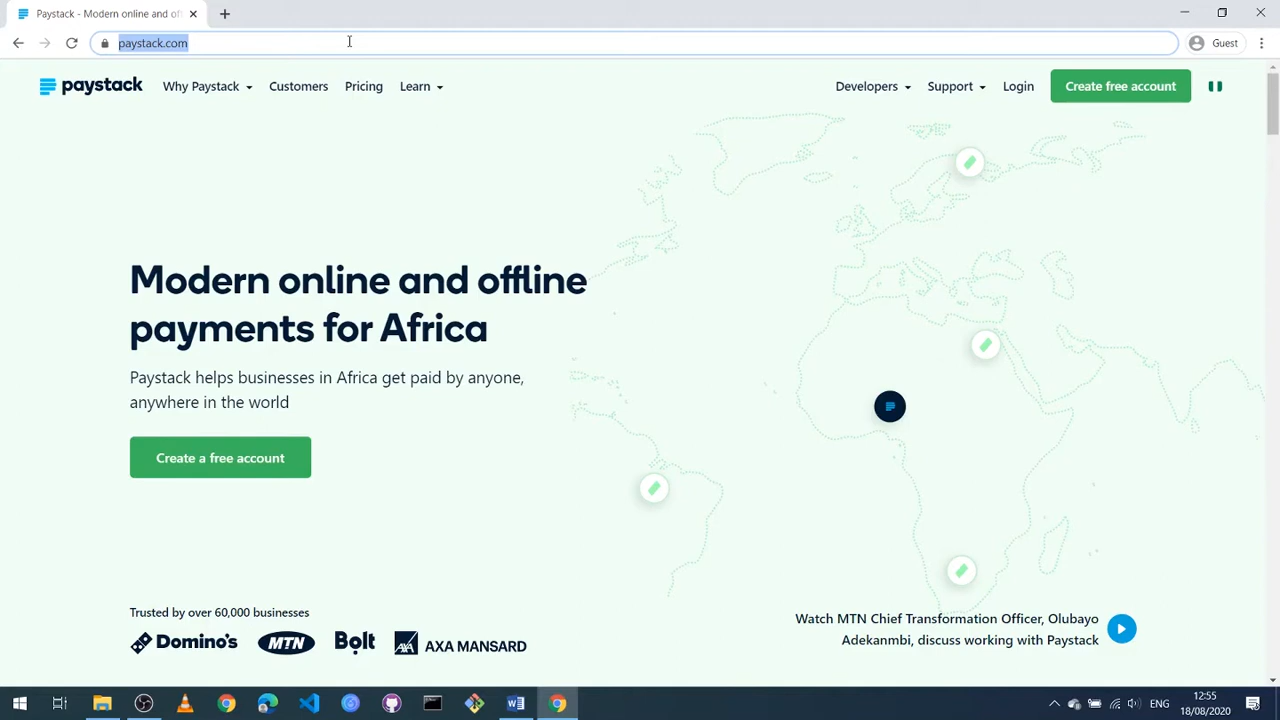 Paystack - Modern online and of
paystack.com
Guest
paystack
Why Paystack
Customers
Pricing
Learn
Developers
Support
Login
Create free account
Modern online and offline
payments for Africa
Paystack helps businesses in Africa get paid by anyone,
anywhere in the world
Create a free account
Trusted by over 60,000 businesses
Domino's
MTN
Bolt
AXA
AXA MANSARD
Watch MTN Chief Transformation Officer, Olubayo
Adekanmbi, discuss working with Paystack
ENG
12:55
18/08/2020